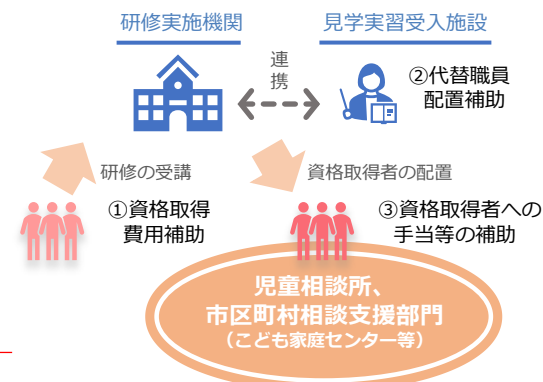 研修実施機関
見学実習受入施設
連
携
②代替職員
配置補助
研修の受講
資格取得者の配置
①資格取得
費用補助
③資格取得者への
手当等の補助
児童相談所、
市区町村相談支援部門
（こども家庭センター等）